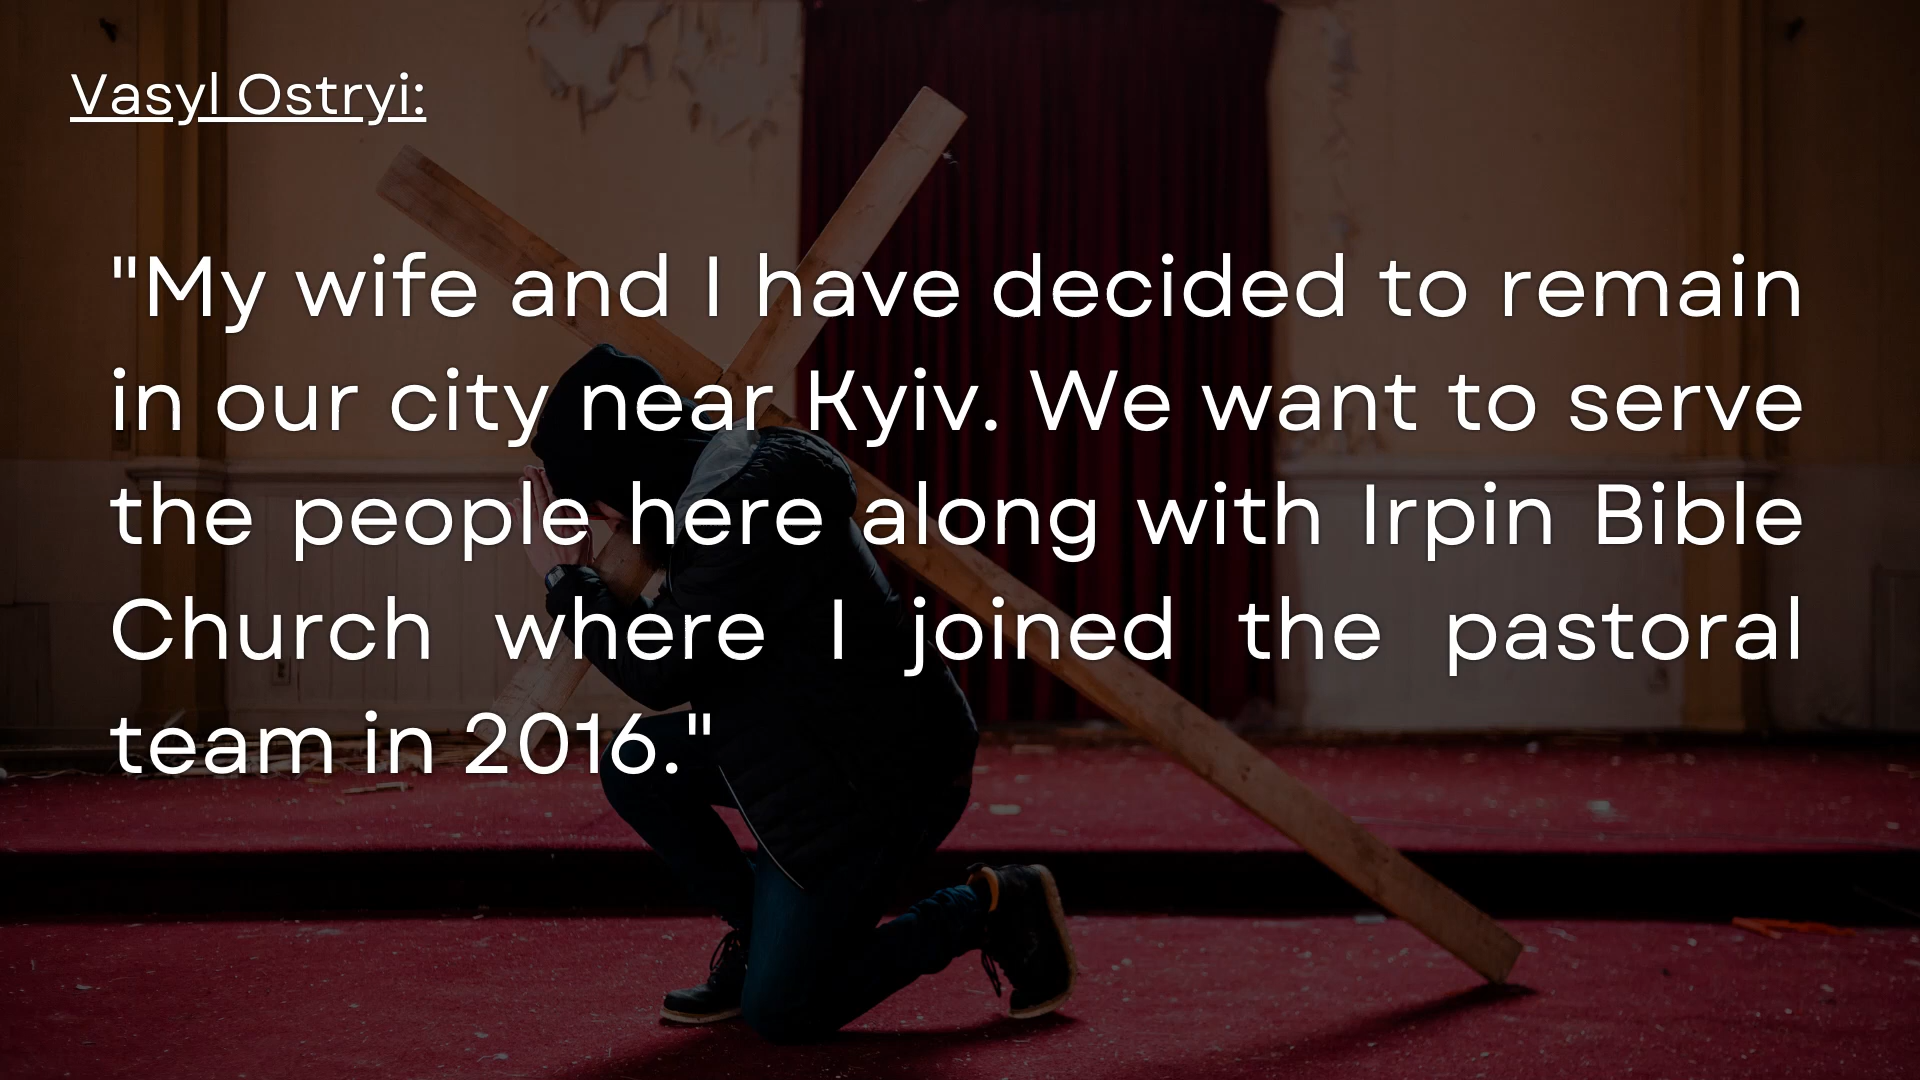 Vasyl Ostryi:
"My wife and I have decided to remain
in our city near Kyiv. We want to serve
the people here along with Irpin Bible
Church where I joined the pastoral
team in 2016."